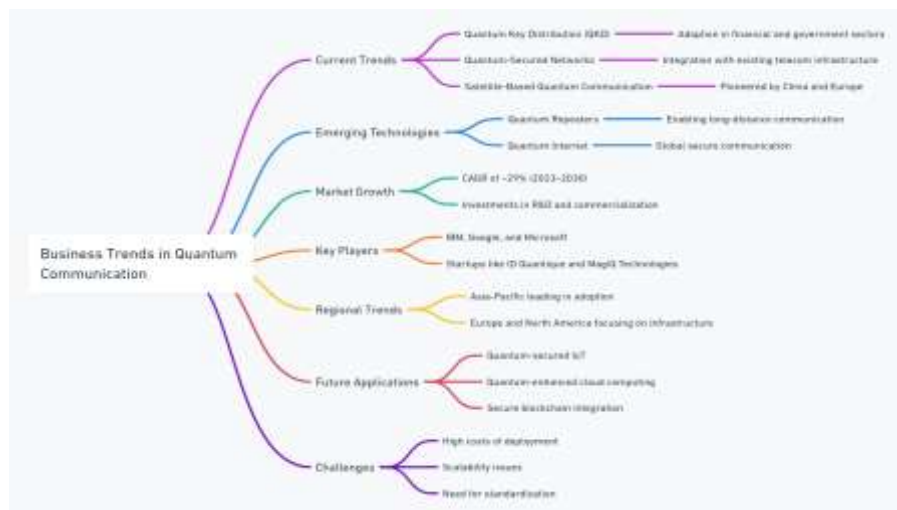 Business Trends in Quantum
Communication
Current Trends
Quantum Key Distribution (QKD)
Adoption in financial and government sectors
Quantum-Secured Networks
Integration with existing telecom infrastructure
Satellite-Based Quantum Communication
Pioneered by China and Europe
Emerging Technologies
Quantum Repeaters
Enabling long-distance communication
Quantum Internet
Global secure communication
Market Growth
CAGR of ~29% (2023–2030)
Investments in R&D and commercialization
Key Players
IBM, Google, and Microsoft
Startups like ID Quantique and MagiQ Technologies
Regional Trends
Asia-Pacific leading in adoption
Europe and North America focusing on infrastructure
Future Applications
Quantum-secured IoT
Quantum-enhanced cloud computing
Secure blockchain integration
Challenges
High costs of deployment
Scalability issues
Need for standardization